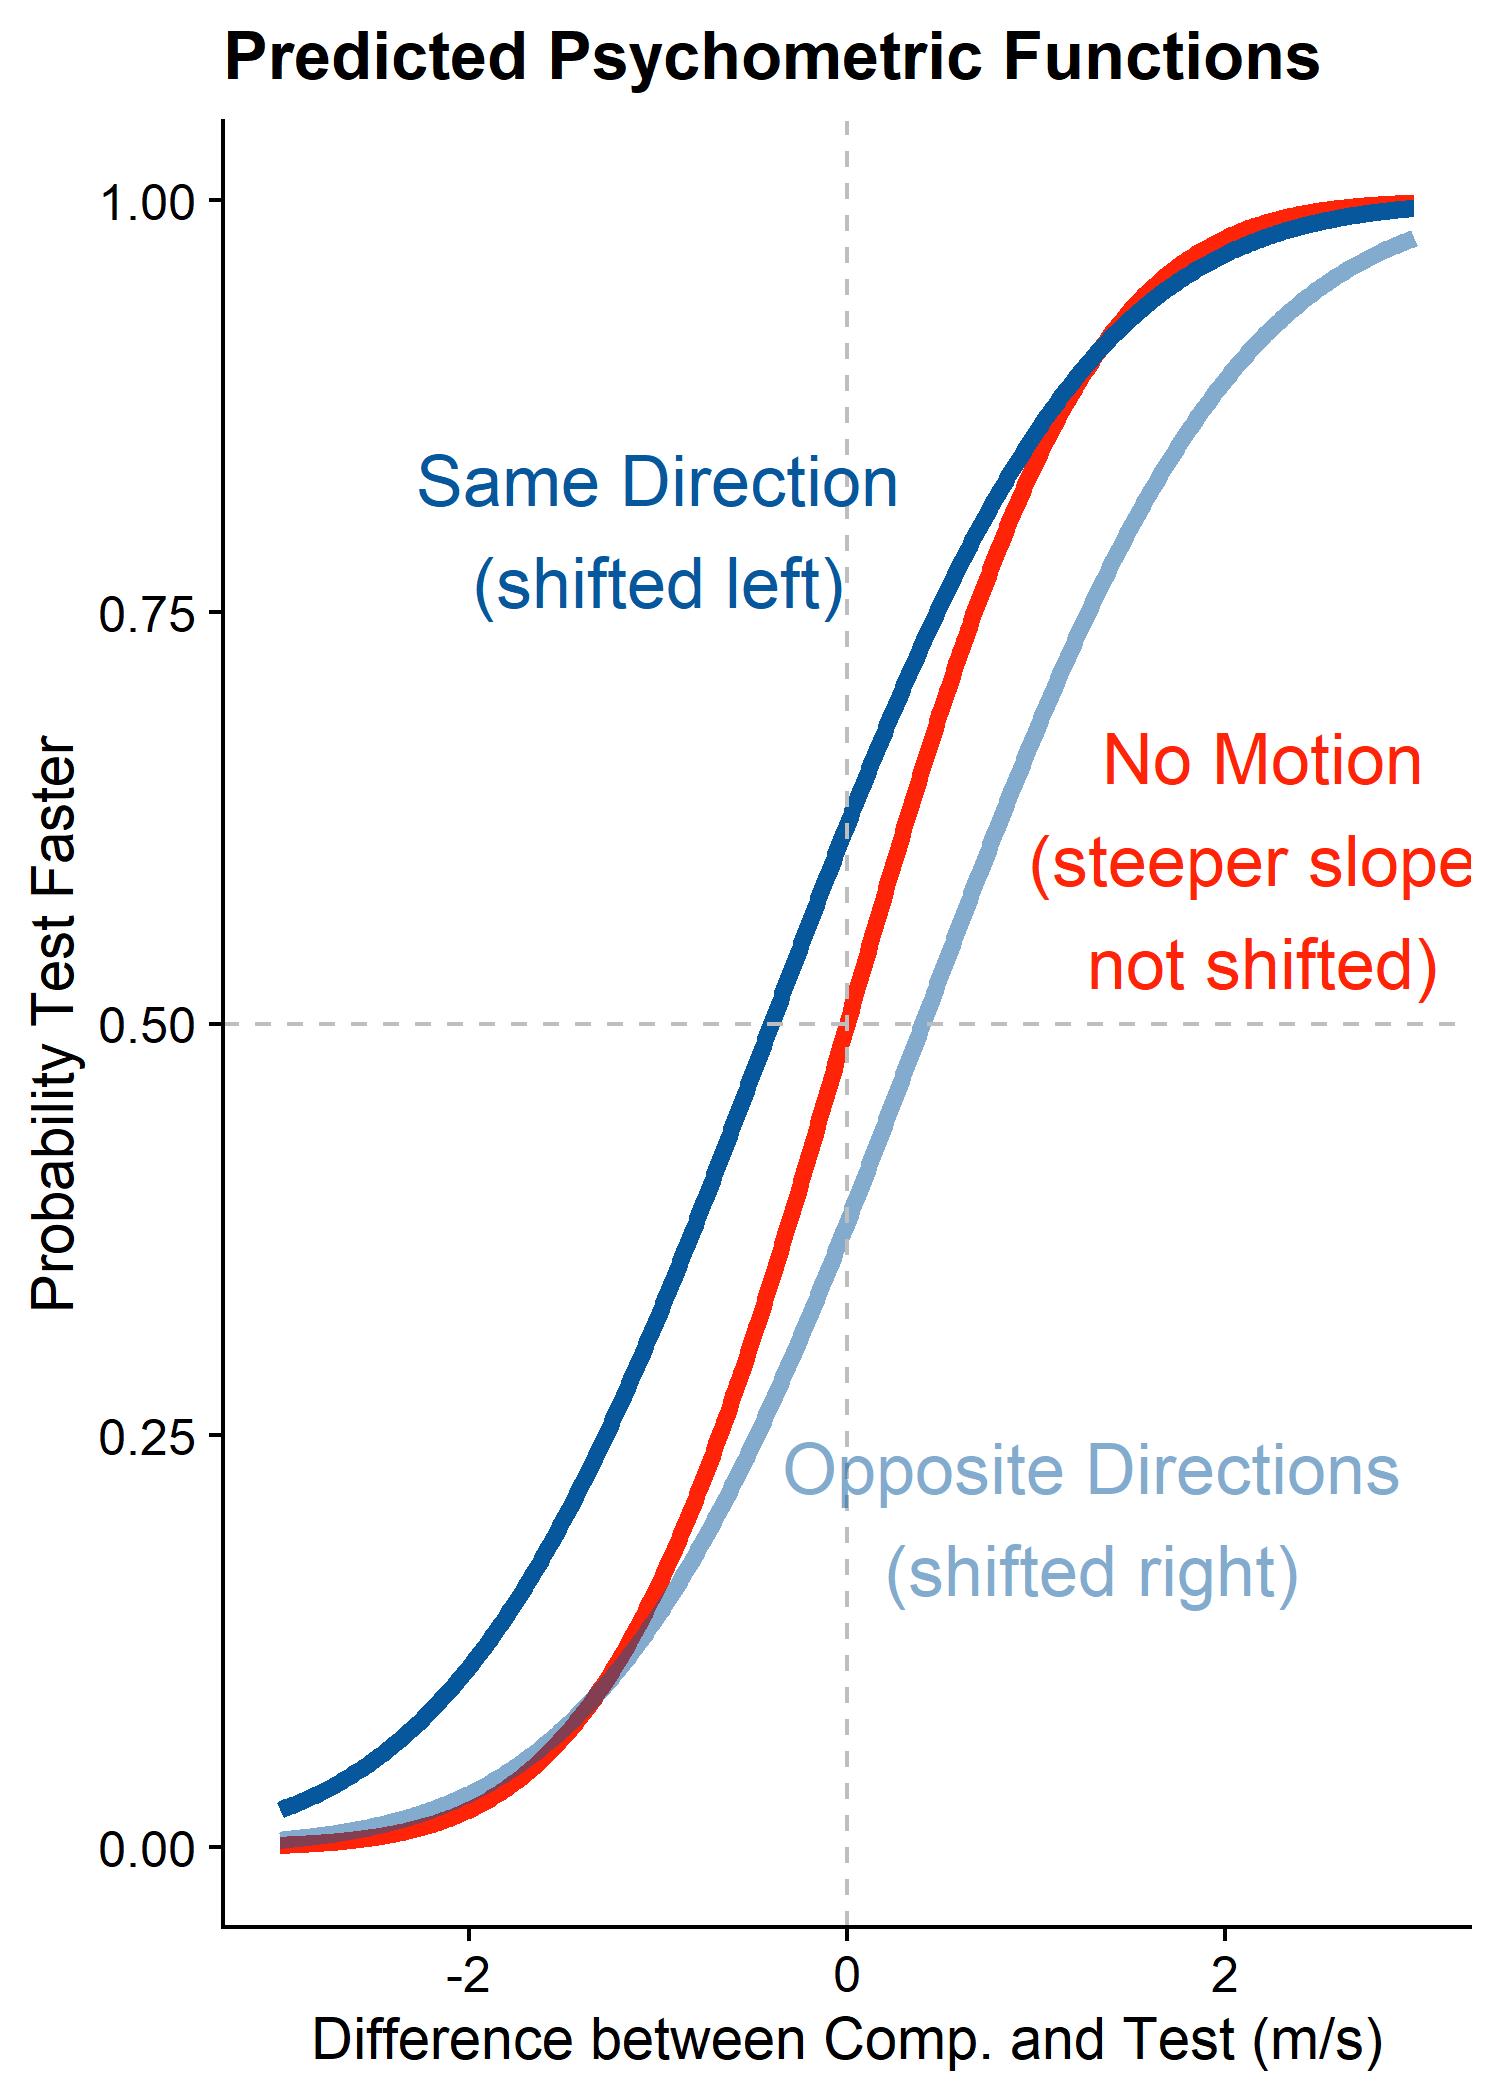 Predicted Psychometric Functions
1.00
0.75
0.50
0.25
0.00
Probability Test Faster
Same Direction
(shifted left)
No Motion
(steeper slope
not shifted)
Opposite Directions
(shifted right)
-2
0
2
Difference between Comp. and Test (m/s)